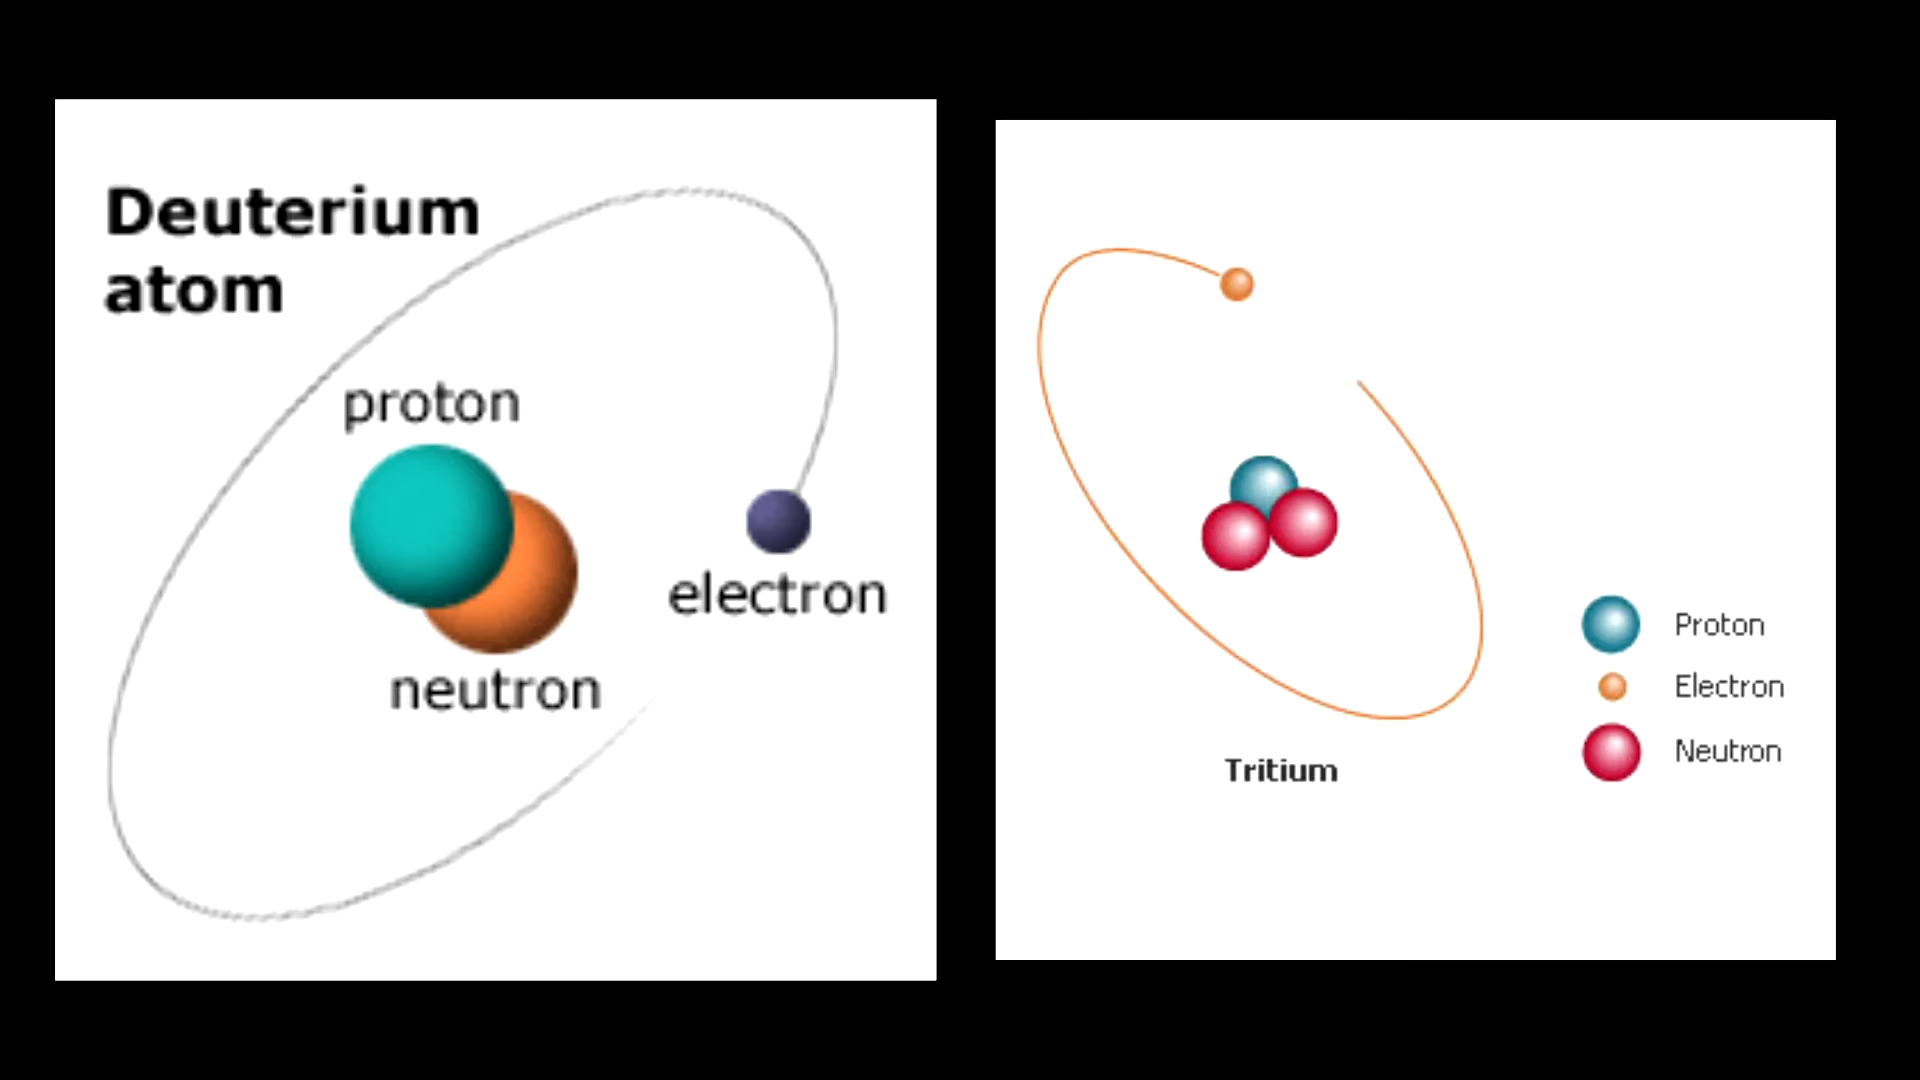 Deuterium
atom
proton
electron
neutron
Proton
Electron
Neutron
Tritium